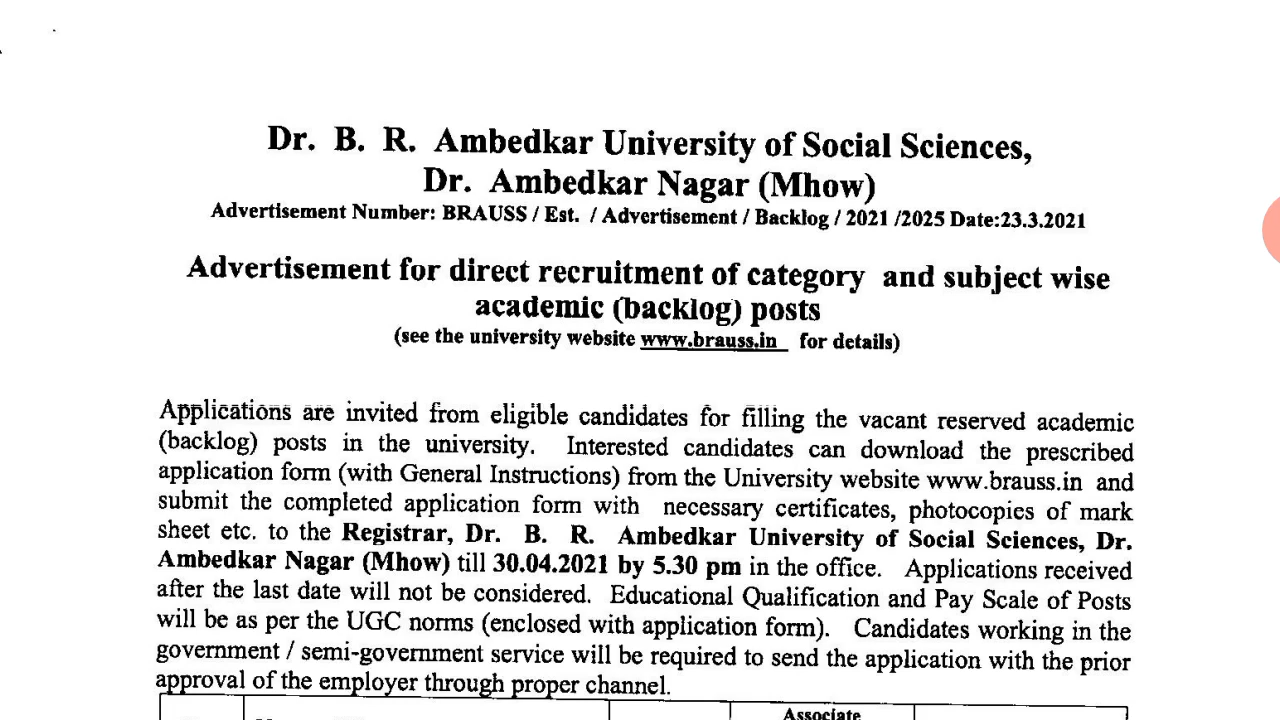 Dr. B. R. Ambedkar University of Social Sciences,
Dr. Ambedkar Nagar (Mhow)
Advertisement Number: BRAUSS / Est. / Advertisement / Backlog / 2021 /2025 Date:23.3.2021
Advertisement for direct recruitment of category and subject wise
academic (backlog) posts
(see the university website www.brauss.in for details)
Applications are invited from eligible candidates for filling the vacant reserved academic
(backlog) posts in the university. Interested candidates can download the prescribed
application form (with General Instructions) from the University website www.brauss.in and
submit the completed application form with necessary certificates, photocopies of mark
sheet etc. to the Registrar, Dr. B. R. Ambedkar University of Social Sciences, Dr.
Ambedkar Nagar (Mhow) till 30.04.2021 by 5.30 pm in the office. Applications received
after the last date will not be considered. Educational Qualification and Pay Scale of Posts
will be as per the UGC norms (enclosed with application form). Candidates working in the
government / semi-government service will be required to send the application with the prior
approval of the employer through proper channel.
Associate